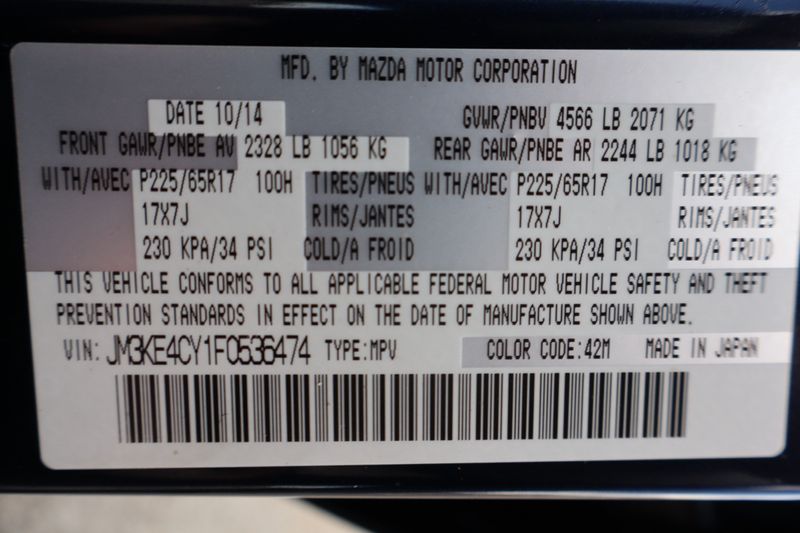 MFD. BY MAZDA MOTOR CORPORATION
DATE 10/14 GVWR/PNBV 4566 LB 2071 KG
FRONT GAWR/PNBE AV 2328 LB 1056 KG REAR GAWR/PNBE AR 2244 LB 1018 KG
WITH/AVEC P225/65R17 100H TIRES/PNEUS WITH/AVEC P225/65R17 100H TIRES/PNEUS
17X7J RIMS/JANTES 17X7J RIMS/JANTES
230 KPA/34 PSI COLD/A FROID 230 KPA/34 PSI COLD/A FROID
THIS VEHICLE CONFORMS TO ALL APPLICABLE FEDERAL MOTOR VEHICLE SAFETY AND THEFT
PREVENTION STANDARDS IN EFFECT ON THE DATE OF MANUFACTURE SHOWN ABOVE.
VIN: JM3KE4CY1F0536474 TYPE:MPV COLOR CODE:42M MADE IN JAPAN